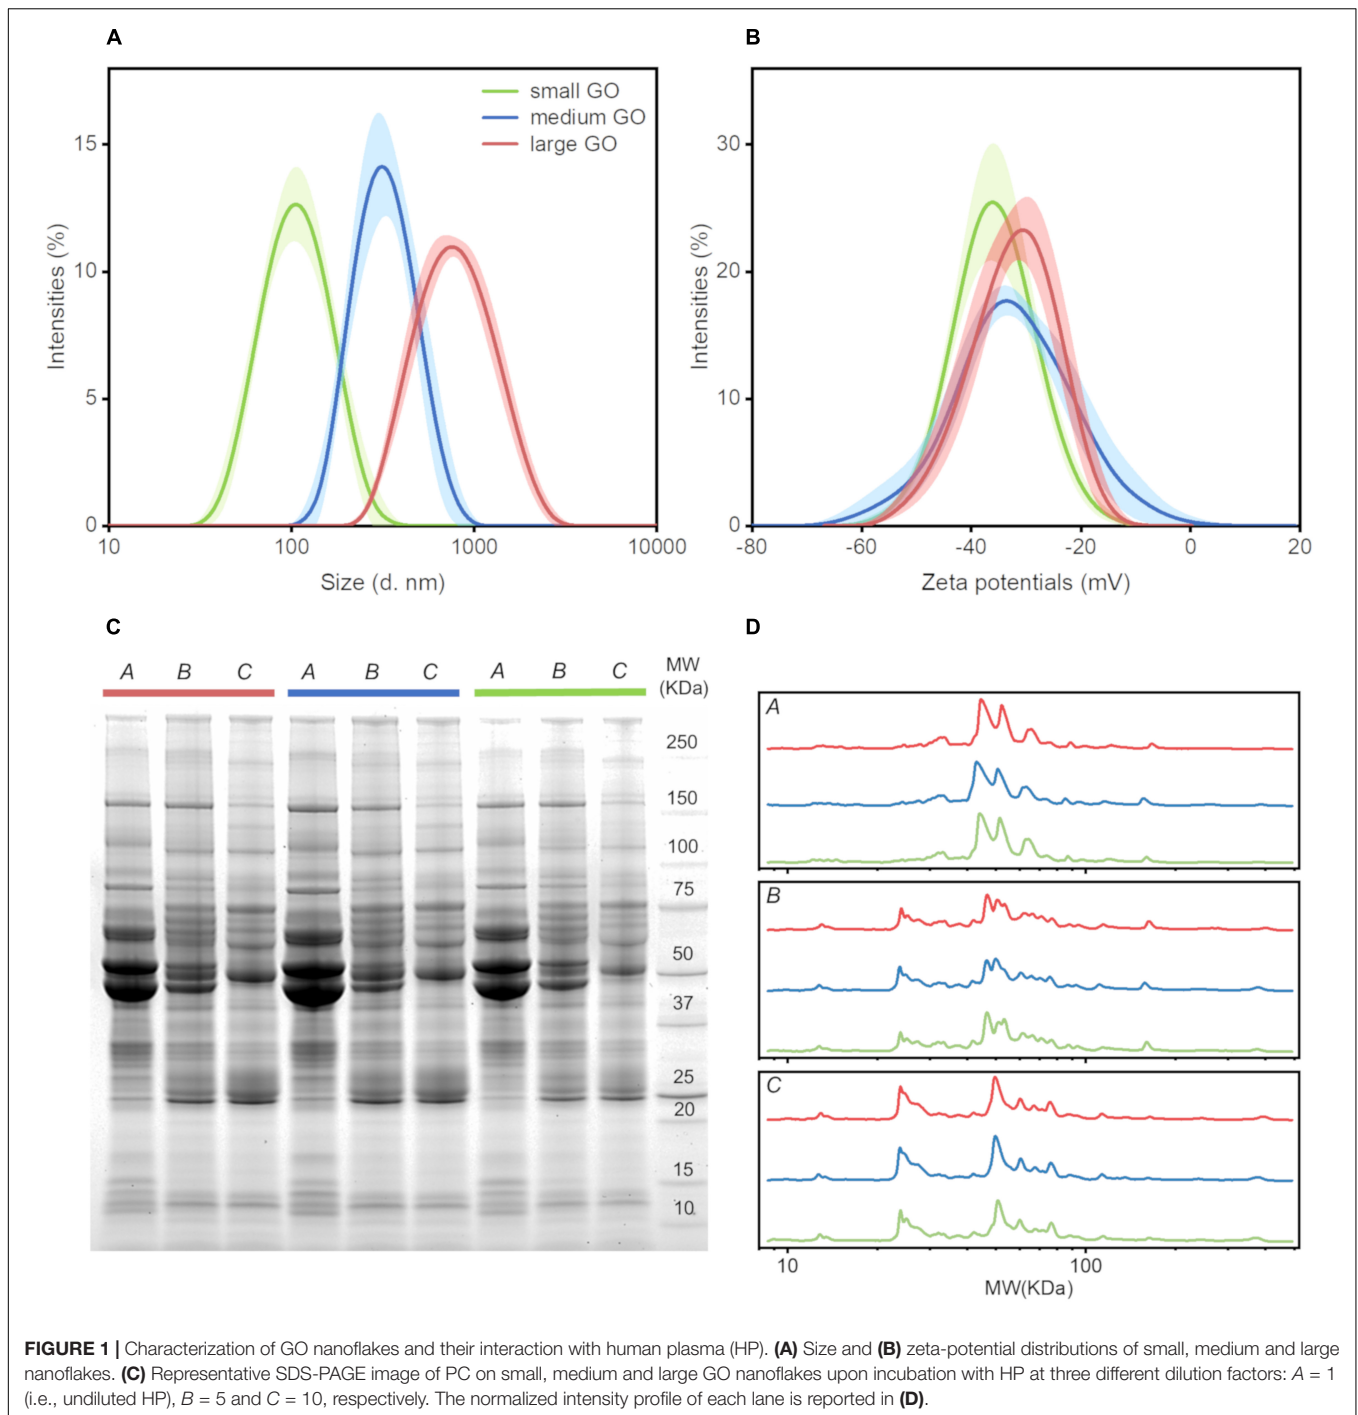 A
15
10
5
0
Intensities (%)
small GO
medium GO
large GO
10 100 1000 10000
Size (d. nm)
B
30
20
10
0
Intensities (%)
-80 -60 -40 -20 0 20
Zeta potentials (mV)
C
A B C A B C A B C
MW
(KDa)
250
150
100
75
50
37
25
20
15
10
D
A
B
C
10 100
MW(KDa)
FIGURE 1 | Characterization of GO nanoflakes and their interaction with human plasma (HP). (A) Size and (B) zeta-potential distributions of small, medium and large
nanoflakes. (C) Representative SDS-PAGE image of PC on small, medium and large GO nanoflakes upon incubation with HP at three different dilution factors: A = 1
(i.e., undiluted HP), B = 5 and C = 10, respectively. The normalized intensity profile of each lane is reported in (D).